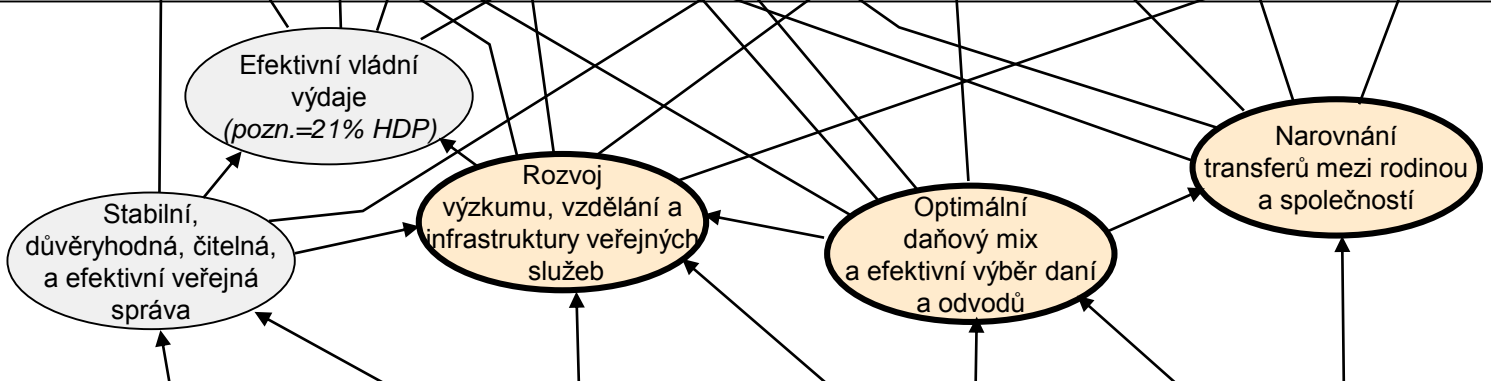 Efektivní vládní
výdaje
(pozn.=21% HDP)
Stabilní,
důvěryhodná, čitelná,
a efektivní veřejná
správa
Rozvoj
výzkumu, vzdělání a
infrastruktury veřejných
služeb
Optimální
daňový mix
a efektivní výběr daní
a odvodů
Narovnání
transferů mezi rodinou
a společností